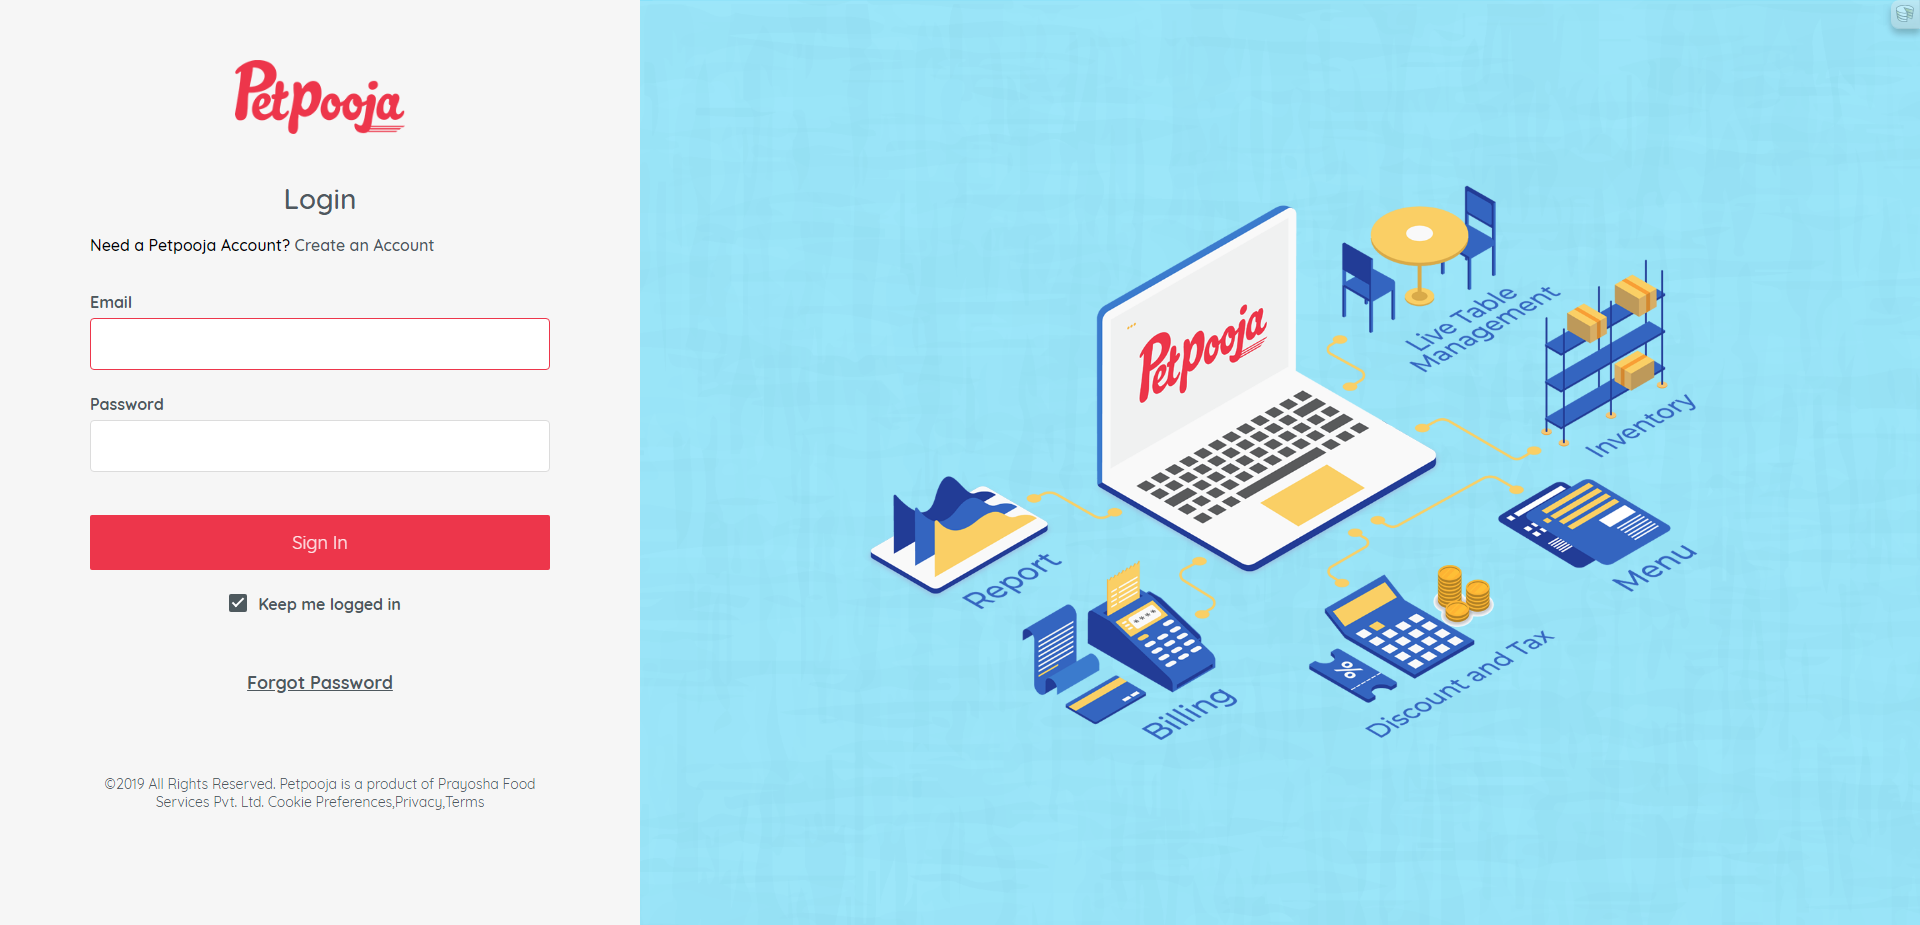 Petpooja
Login
Need a Petpooja Account? Create an Account
Email
Password
Sign In
Keep me logged in
Forgot Password
©2019 All Rights Reserved. Petpooja is a product of Prayosha Food
Services Pvt. Ltd. Cookie Preferences,Privacy,Terms
Petpooja
Live Table
Management
Inventory
Menu
Discount and Tax
%
Billing
****
Report